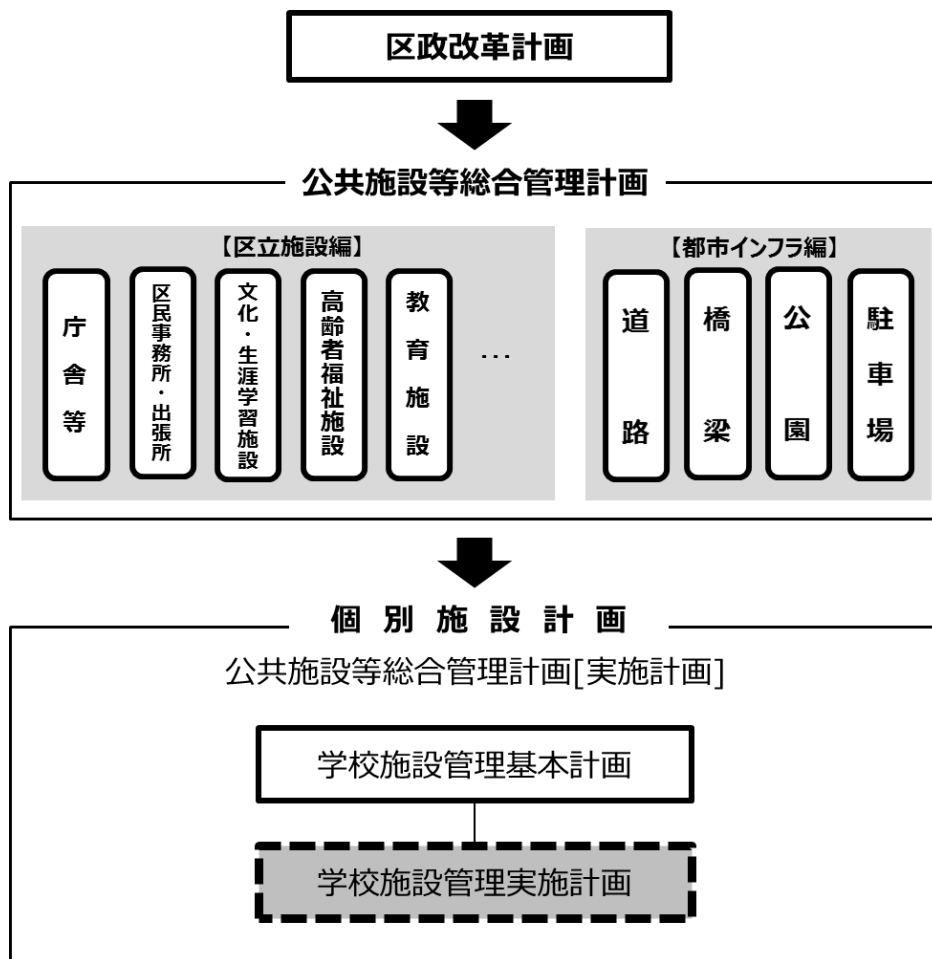 区政改革計画
公共施設等総合管理計画
【区立施設編】
庁舎等
区民事務所・出張所
文化・生涯学習施設
高齢者福祉施設
教育施設
…
【都市インフラ編】
道路
橋梁
公園
駐車場
個別施設計画
公共施設等総合管理計画[実施計画]
学校施設管理基本計画
学校施設管理実施計画